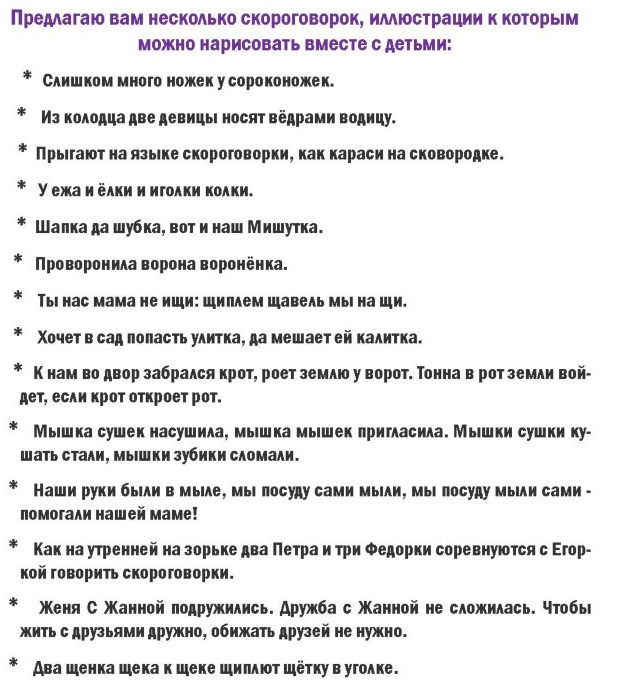 Предлагаю вам несколько скороговорок, иллюстрации к которым
можно нарисовать вместе с детьми:
* Слишком много ножек у сороконожек.
* Из колодца две девицы носят вёдрами водицу.
* Прыгают на языке скороговорки, как караси на сковородке.
* У ежа и ёлки и иголки колки.
* Шапка да шубка, вот и наш Мишутка.
* Проворонила ворона воронёнка.
* Ты нас мама не ищи: щиплем щавель мы на щи.
* Хочет в сад попасть улитка, да мешает ей калитка.
* К нам во двор забрался крот, роет землю у ворот. Тонна в рот земли вой-
дет, если крот откроет рот.
* Мышка сушек насушила, мышка мышек пригласила. Мышки сушки ку-
шать стали, мышки зубики сломали.
* Наши руки были в мыле, мы посуду сами мыли, мы посуду мыли сами -
помогали нашей маме!
* Как на утренней на зорьке два Петра и три Федорки соревнуются с Егор-
кой говорить скороговорки.
* Женя С Жанной подружились. Дружба с Жанной не сложилась. Чтобы
жить с друзьями дружно, обижать друзей не нужно.
* Два щенка щека к щеке щиплют щётку в уголке.